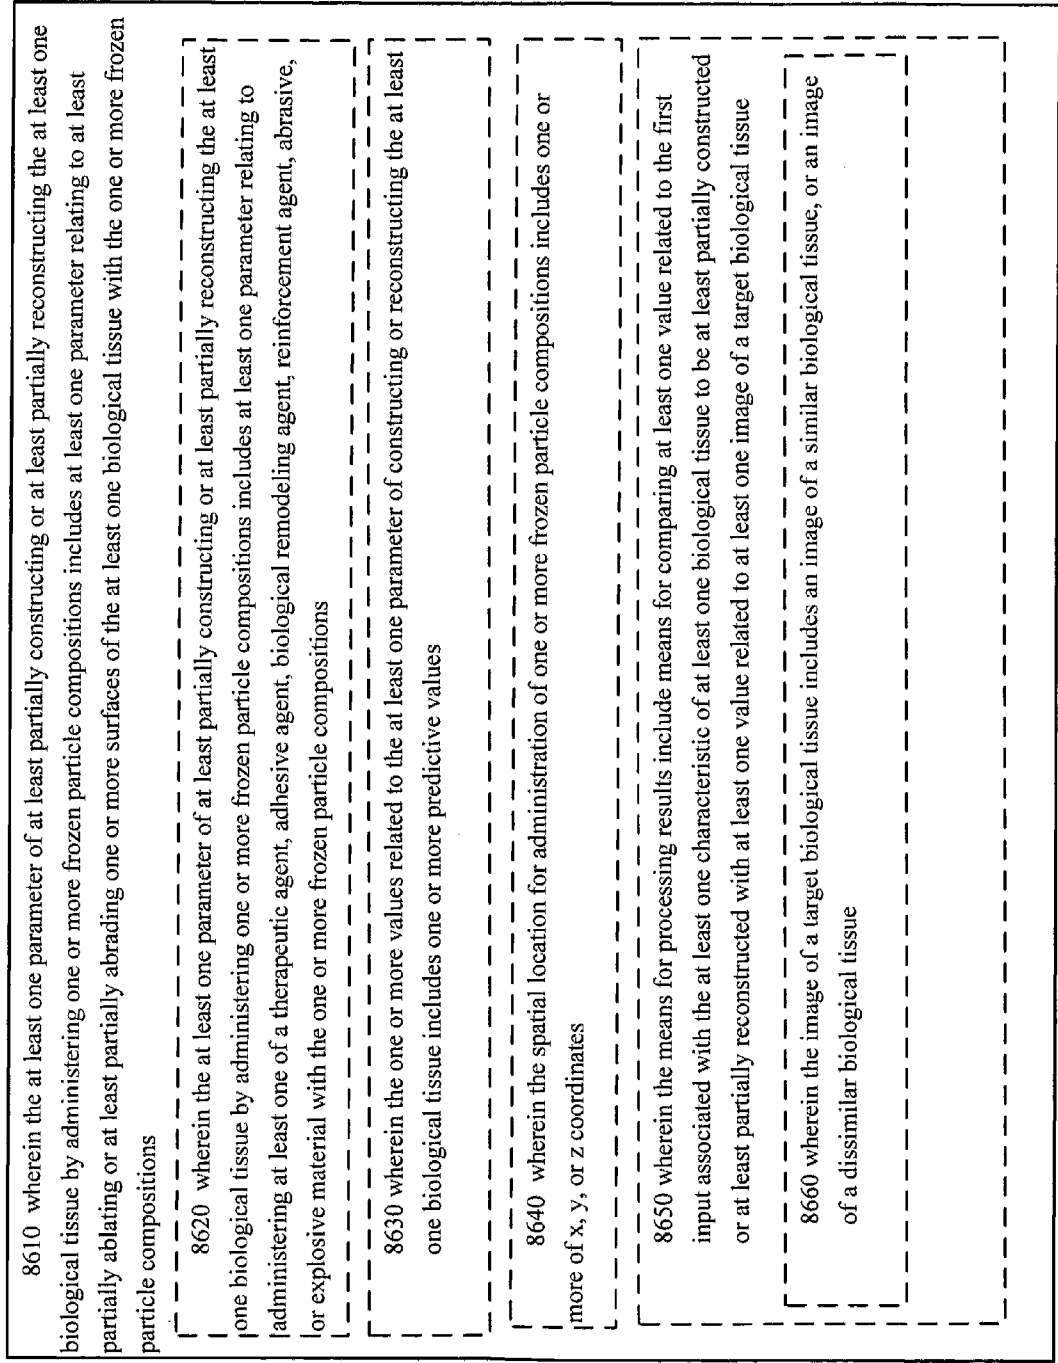 8610 wherein the at least one parameter of at least partially constructing or at least partially reconstructing the at least one
biological tissue by administering one or more frozen particle compositions includes at least one parameter relating to at least
partially ablating or at least partially abrading one or more surfaces of the at least one biological tissue with the one or more frozen
particle compositions
8620 wherein the at least one parameter of at least partially constructing or at least partially reconstructing the at least
one biological tissue by administering one or more frozen particle compositions includes at least one parameter relating to
administering at least one of a therapeutic agent, adhesive agent, biological remodeling agent, reinforcement agent, abrasive,
or explosive material with the one or more frozen particle compositions
8630 wherein the one or more values related to the at least one parameter of constructing or reconstructing the at least
one biological tissue includes one or more predictive values
8640 wherein the spatial location for administration of one or more frozen particle compositions includes one or
more of x, y, or z coordinates
8650 wherein the means for processing results include means for comparing at least one value related to the first
input associated with the at least one characteristic of at least one biological tissue to be at least partially constructed
or at least partially reconstructed with at least one value related to at least one image of a target biological tissue
8660 wherein the image of a target biological tissue includes an image of a similar biological tissue, or an image
of a dissimilar biological tissue